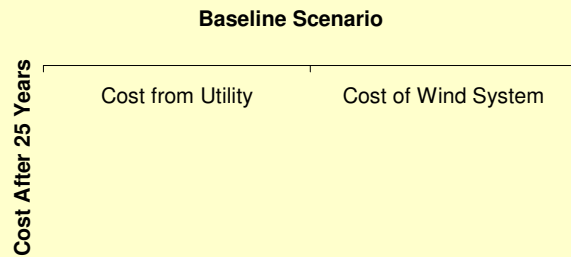 Baseline Scenario
Cost from Utility
Cost of Wind System
Cost After 25 Years